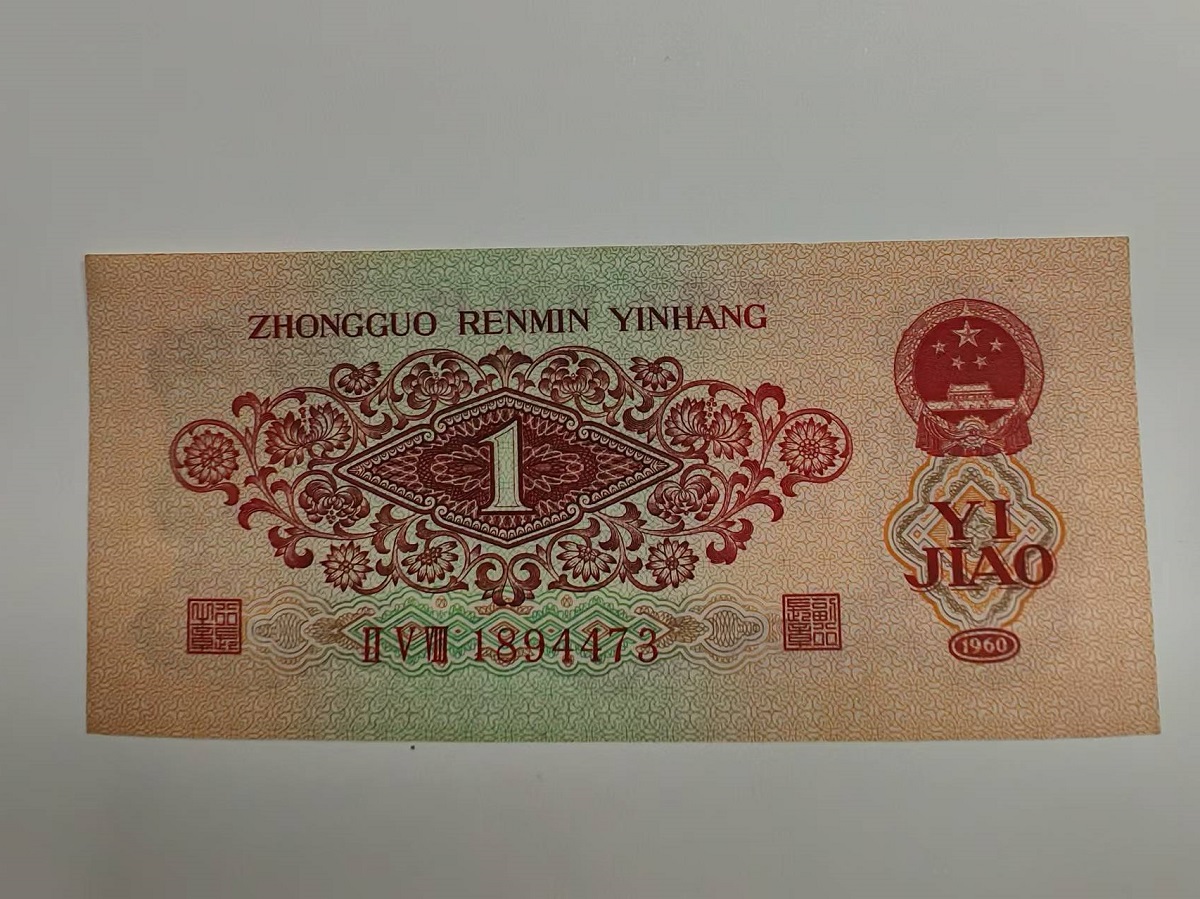 ZHONGGUO RENMIN YINHANG
1
YI
JIAO
ⅡⅤⅧ 1894473
1960